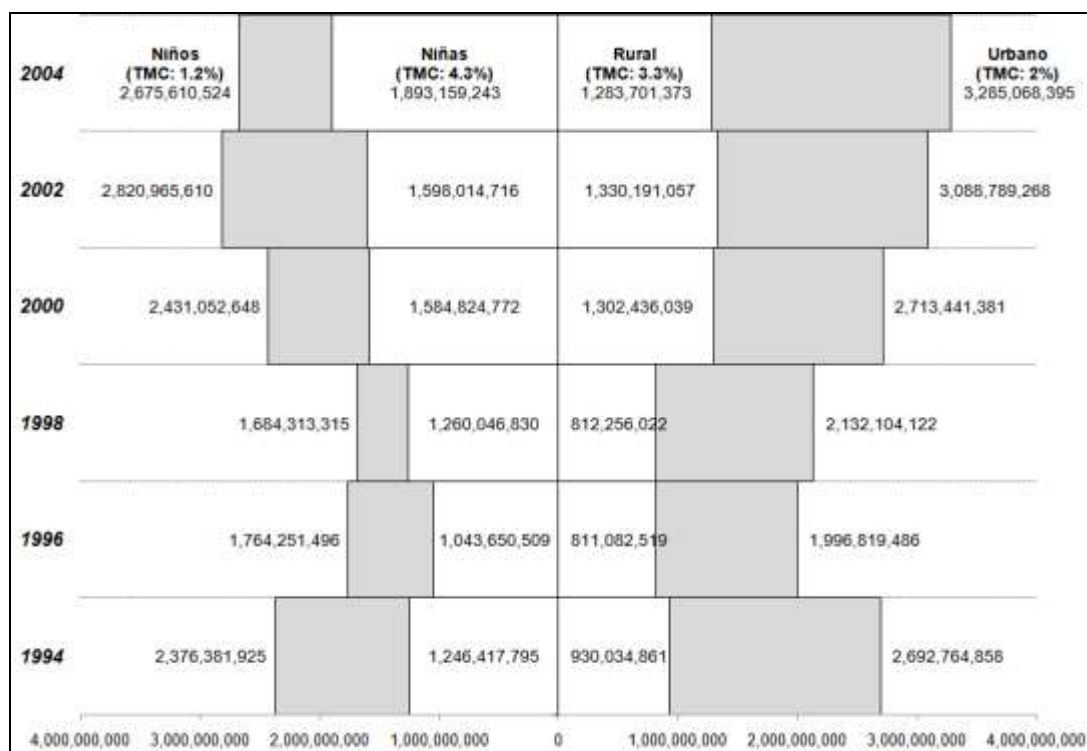 Niños Niñas Rural Urbano
2004 (TMC: 1.2%) (TMC: 4.3%) (TMC: 3.3%) (TMC: 2%)
2,675,610,524 1,893,159,243 1,283,701,373 3,285,068,395
2002 2,820,965,610 1,598,014,716 1,330,191,057 3,088,789,268
2000 2,431,052,648 1,584,824,772 1,302,436,039 2,713,441,381
1998 1,684,313,315 1,260,046,830 812,256,022 2,132,104,122
1996 1,764,251,496 1,043,650,509 811,082,519 1,996,819,486
1994 2,376,381,925 1,246,417,795 930,034,861 2,692,764,858
4,000,000,000 3,000,000,000 2,000,000,000 1,000,000,000 0 1,000,000,000 2,000,000,000 3,000,000,000 4,000,000,000